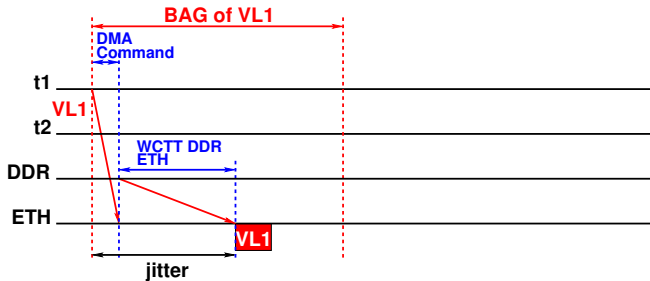 BAG of VL1
DMA
Command
t1
VL1
t2
WCTT DDR
ETH
DDR
ETH
VL1
jitter